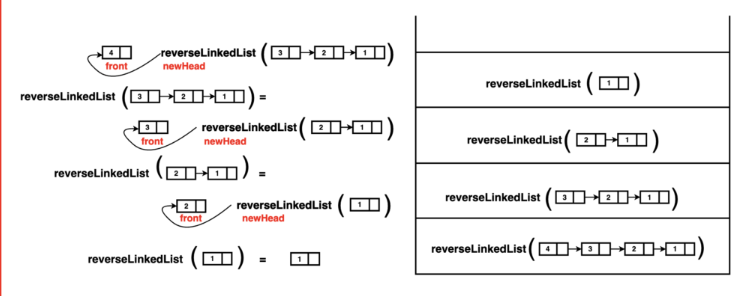 4 reverseLinkedList ( 3 2 1 )
front newHead
reverseLinkedList ( 3 2 1 ) =
3 reverseLinkedList ( 2 1 )
front newHead
reverseLinkedList ( 2 1 ) =
2 reverseLinkedList ( 1 )
front newHead
reverseLinkedList ( 1 ) = 1
reverseLinkedList ( 1 )
reverseLinkedList( 2 1 )
reverseLinkedList ( 3 2 1 )
reverseLinkedList( 4 3 2 1 )